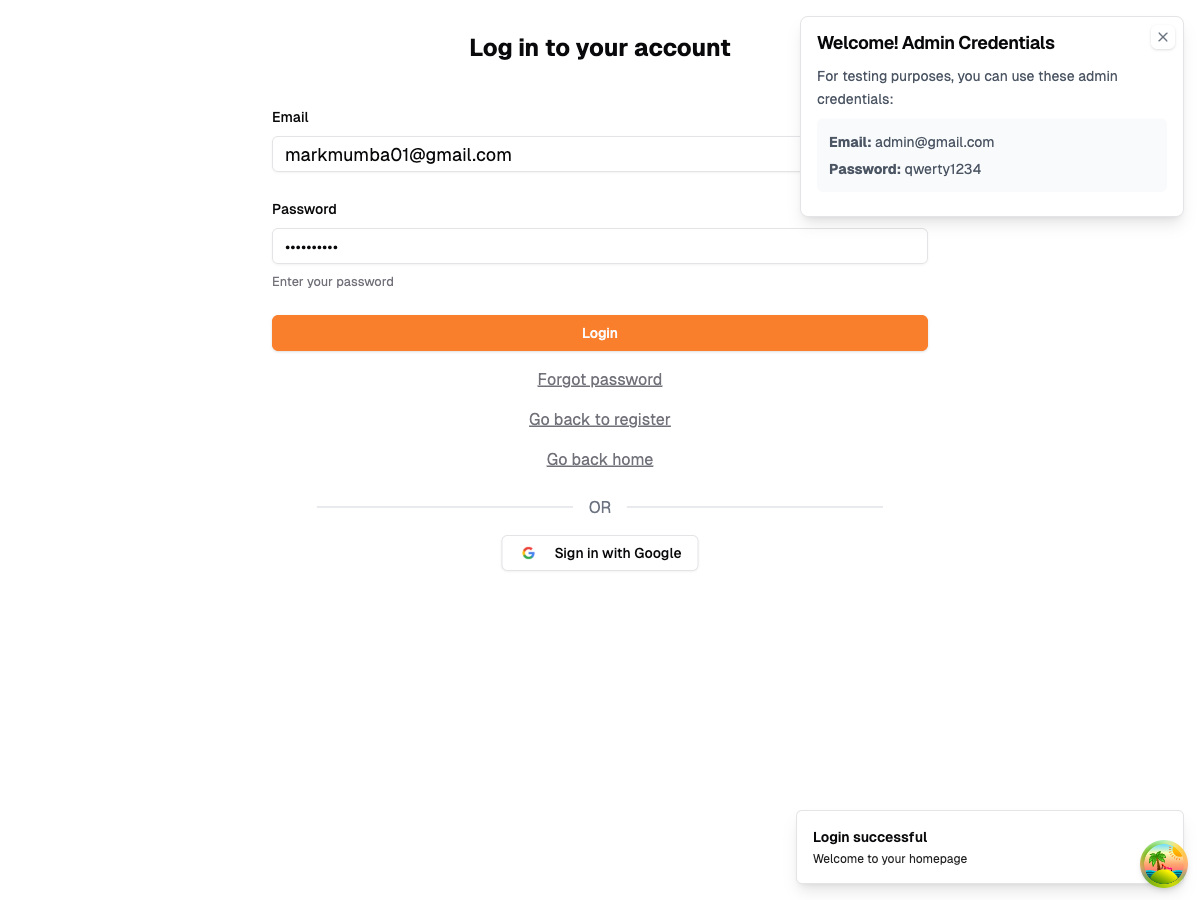 Log in to your account
Email
markmumba01@gmail.com
Password
••••••••••
Enter your password
Login
Forgot password
Go back to register
Go back home
OR
Sign in with Google
Welcome! Admin Credentials
For testing purposes, you can use these admin
credentials:
Email: admin@gmail.com
Password: qwerty1234
Login successful
Welcome to your homepage